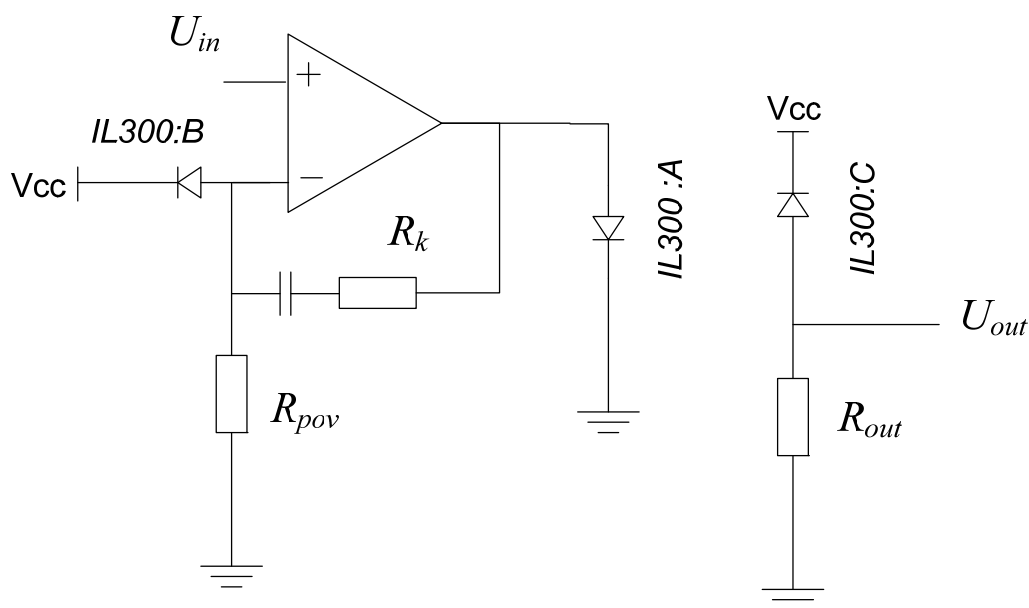 U_in
+
IL300:B
Vcc
−
R_k
R_pov
IL300 :A
Vcc
IL300:C
U_out
R_out